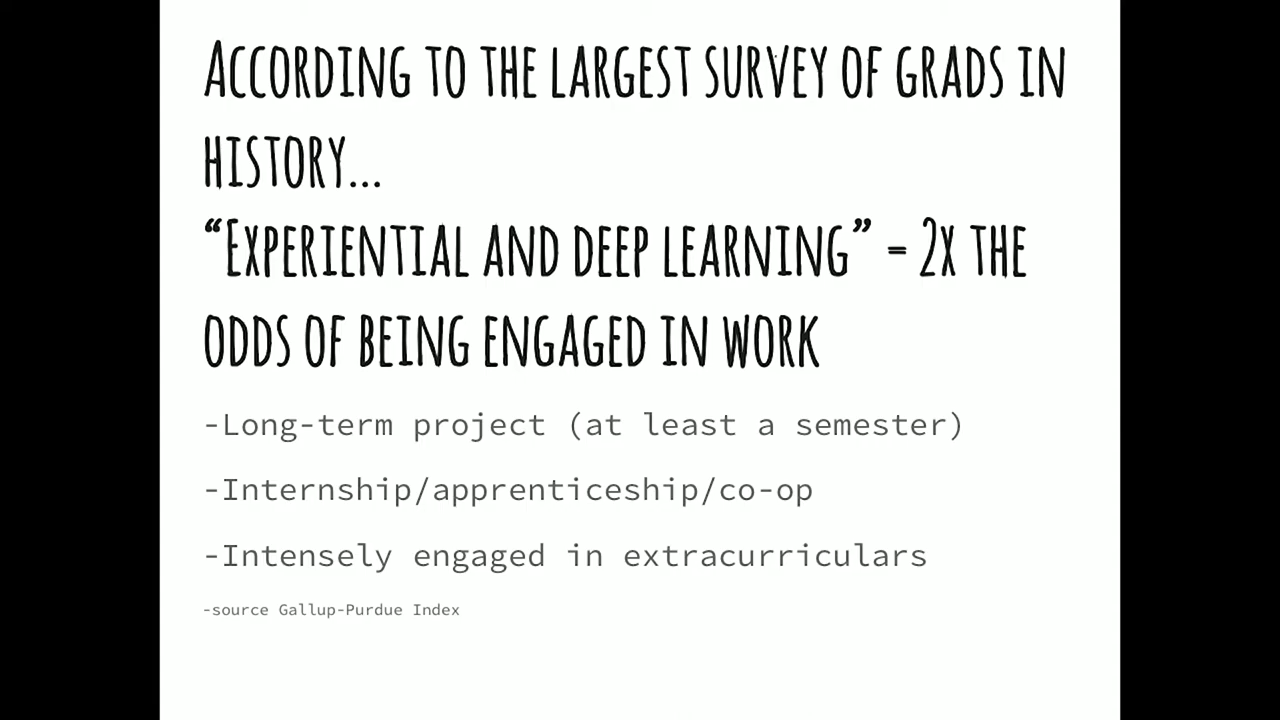 According to the largest survey of grads in
history...
“Experiential and deep learning” = 2x the
odds of being engaged in work
-Long-term project (at least a semester)
-Internship/apprenticeship/co-op
-Intensely engaged in extracurriculars
-source Gallup-Purdue Index